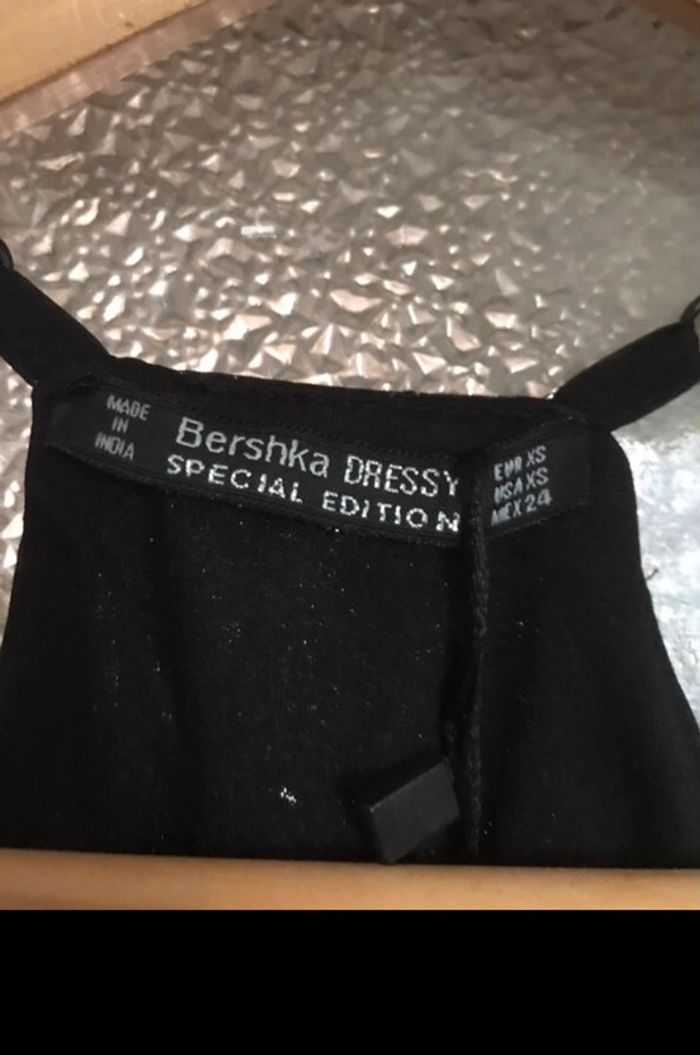 MADE
IN
INDIA
Bershka DRESSY
SPECIAL EDITION
EUR XS
USA XS
MEX 24